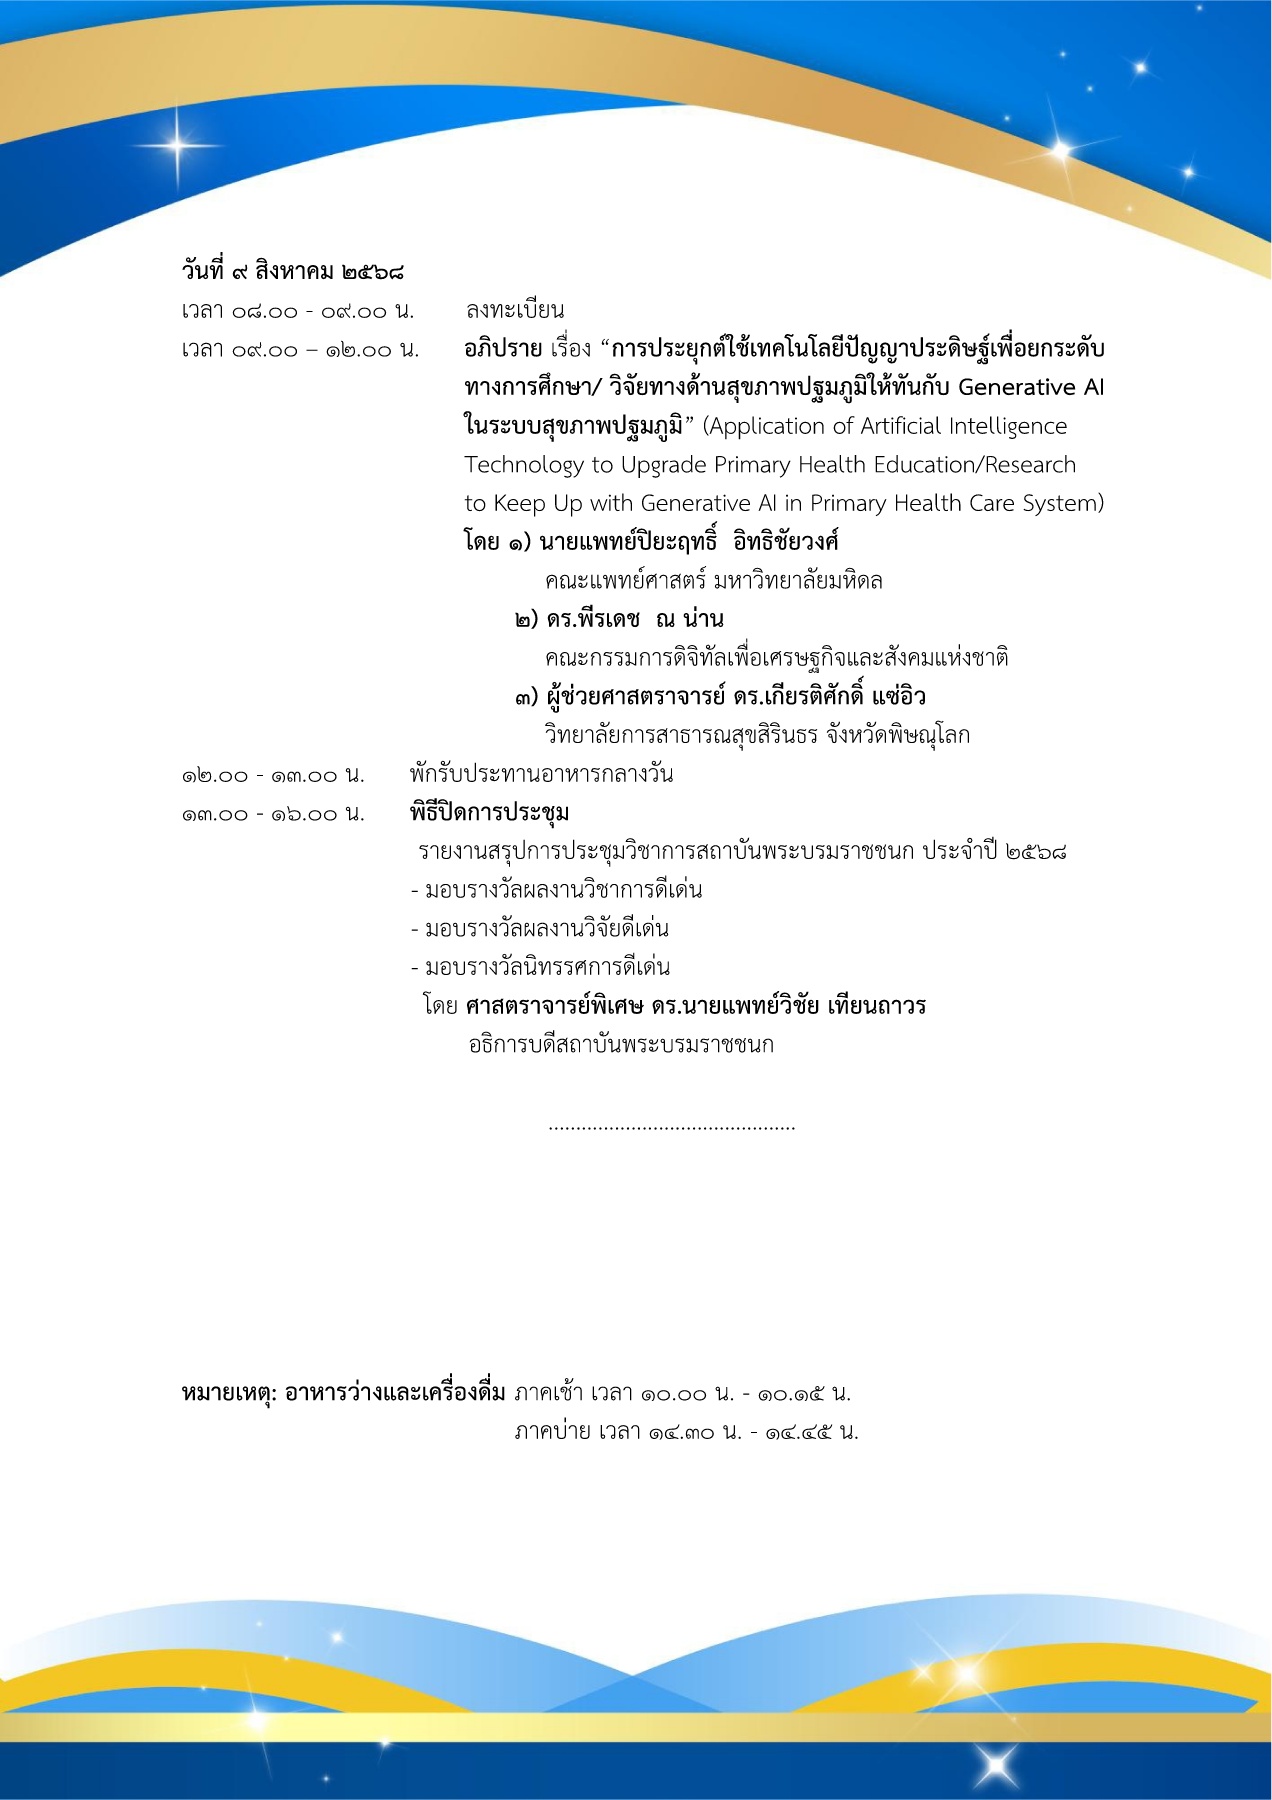 วันที่ ๙ สิงหาคม ๒๕๖๘
เวลา ๐๘.๐๐ - ๐๙.๐๐ น. ลงทะเบียน
เวลา ๐๙.๐๐ – ๑๒.๐๐ น. อภิปราย เรื่อง “การประยุกต์ใช้เทคโนโลยีปัญญาประดิษฐ์เพื่อยกระดับ
ทางการศึกษา/ วิจัยทางด้านสุขภาพปฐมภูมิให้ทันกับ Generative AI
ในระบบสุขภาพปฐมภูมิ” (Application of Artificial Intelligence
Technology to Upgrade Primary Health Education/Research
to Keep Up with Generative AI in Primary Health Care System)
โดย ๑) นายแพทย์ปิยะฤทธิ์ อิทธิชัยวงศ์
คณะแพทย์ศาสตร์ มหาวิทยาลัยมหิดล
๒) ดร.พีรเดช ณ น่าน
คณะกรรมการดิจิทัลเพื่อเศรษฐกิจและสังคมแห่งชาติ
๓) ผู้ช่วยศาสตราจารย์ ดร.เกียรติศักดิ์ แซ่อิว
วิทยาลัยการสาธารณสุขสิรินธร จังหวัดพิษณุโลก
๑๒.๐๐ - ๑๓.๐๐ น. พักรับประทานอาหารกลางวัน
๑๓.๐๐ - ๑๖.๐๐ น. พิธีปิดการประชุม
รายงานสรุปการประชุมวิชาการสถาบันพระบรมราชชนก ประจำปี ๒๕๖๘
- มอบรางวัลผลงานวิชาการดีเด่น
- มอบรางวัลผลงานวิจัยดีเด่น
- มอบรางวัลนิทรรศการดีเด่น
โดย ศาสตราจารย์พิเศษ ดร.นายแพทย์วิชัย เทียนถาวร
อธิการบดีสถาบันพระบรมราชชนก
.............................................
หมายเหตุ: อาหารว่างและเครื่องดื่ม ภาคเช้า เวลา ๑๐.๐๐ น. - ๑๐.๑๕ น.
ภาคบ่าย เวลา ๑๔.๓๐ น. - ๑๔.๔๕ น.